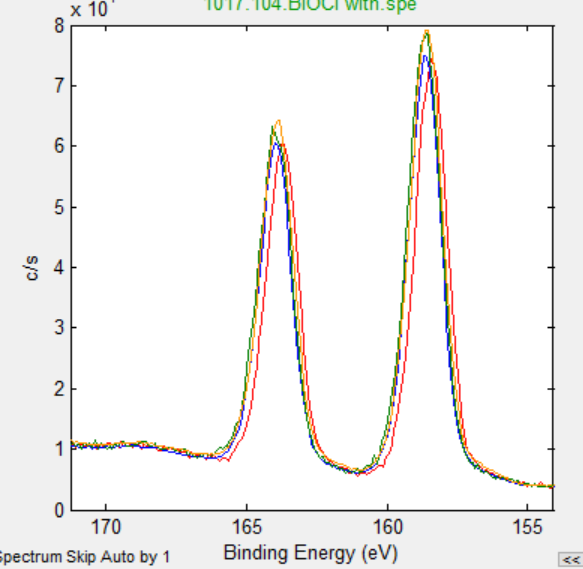 1017.104.BIOCl with.spe
x 10
8
7
6
5
4
3
2
1
0
c/s
170 165 160 155
Binding Energy (eV)
Spectrum Skip Auto by 1
<<